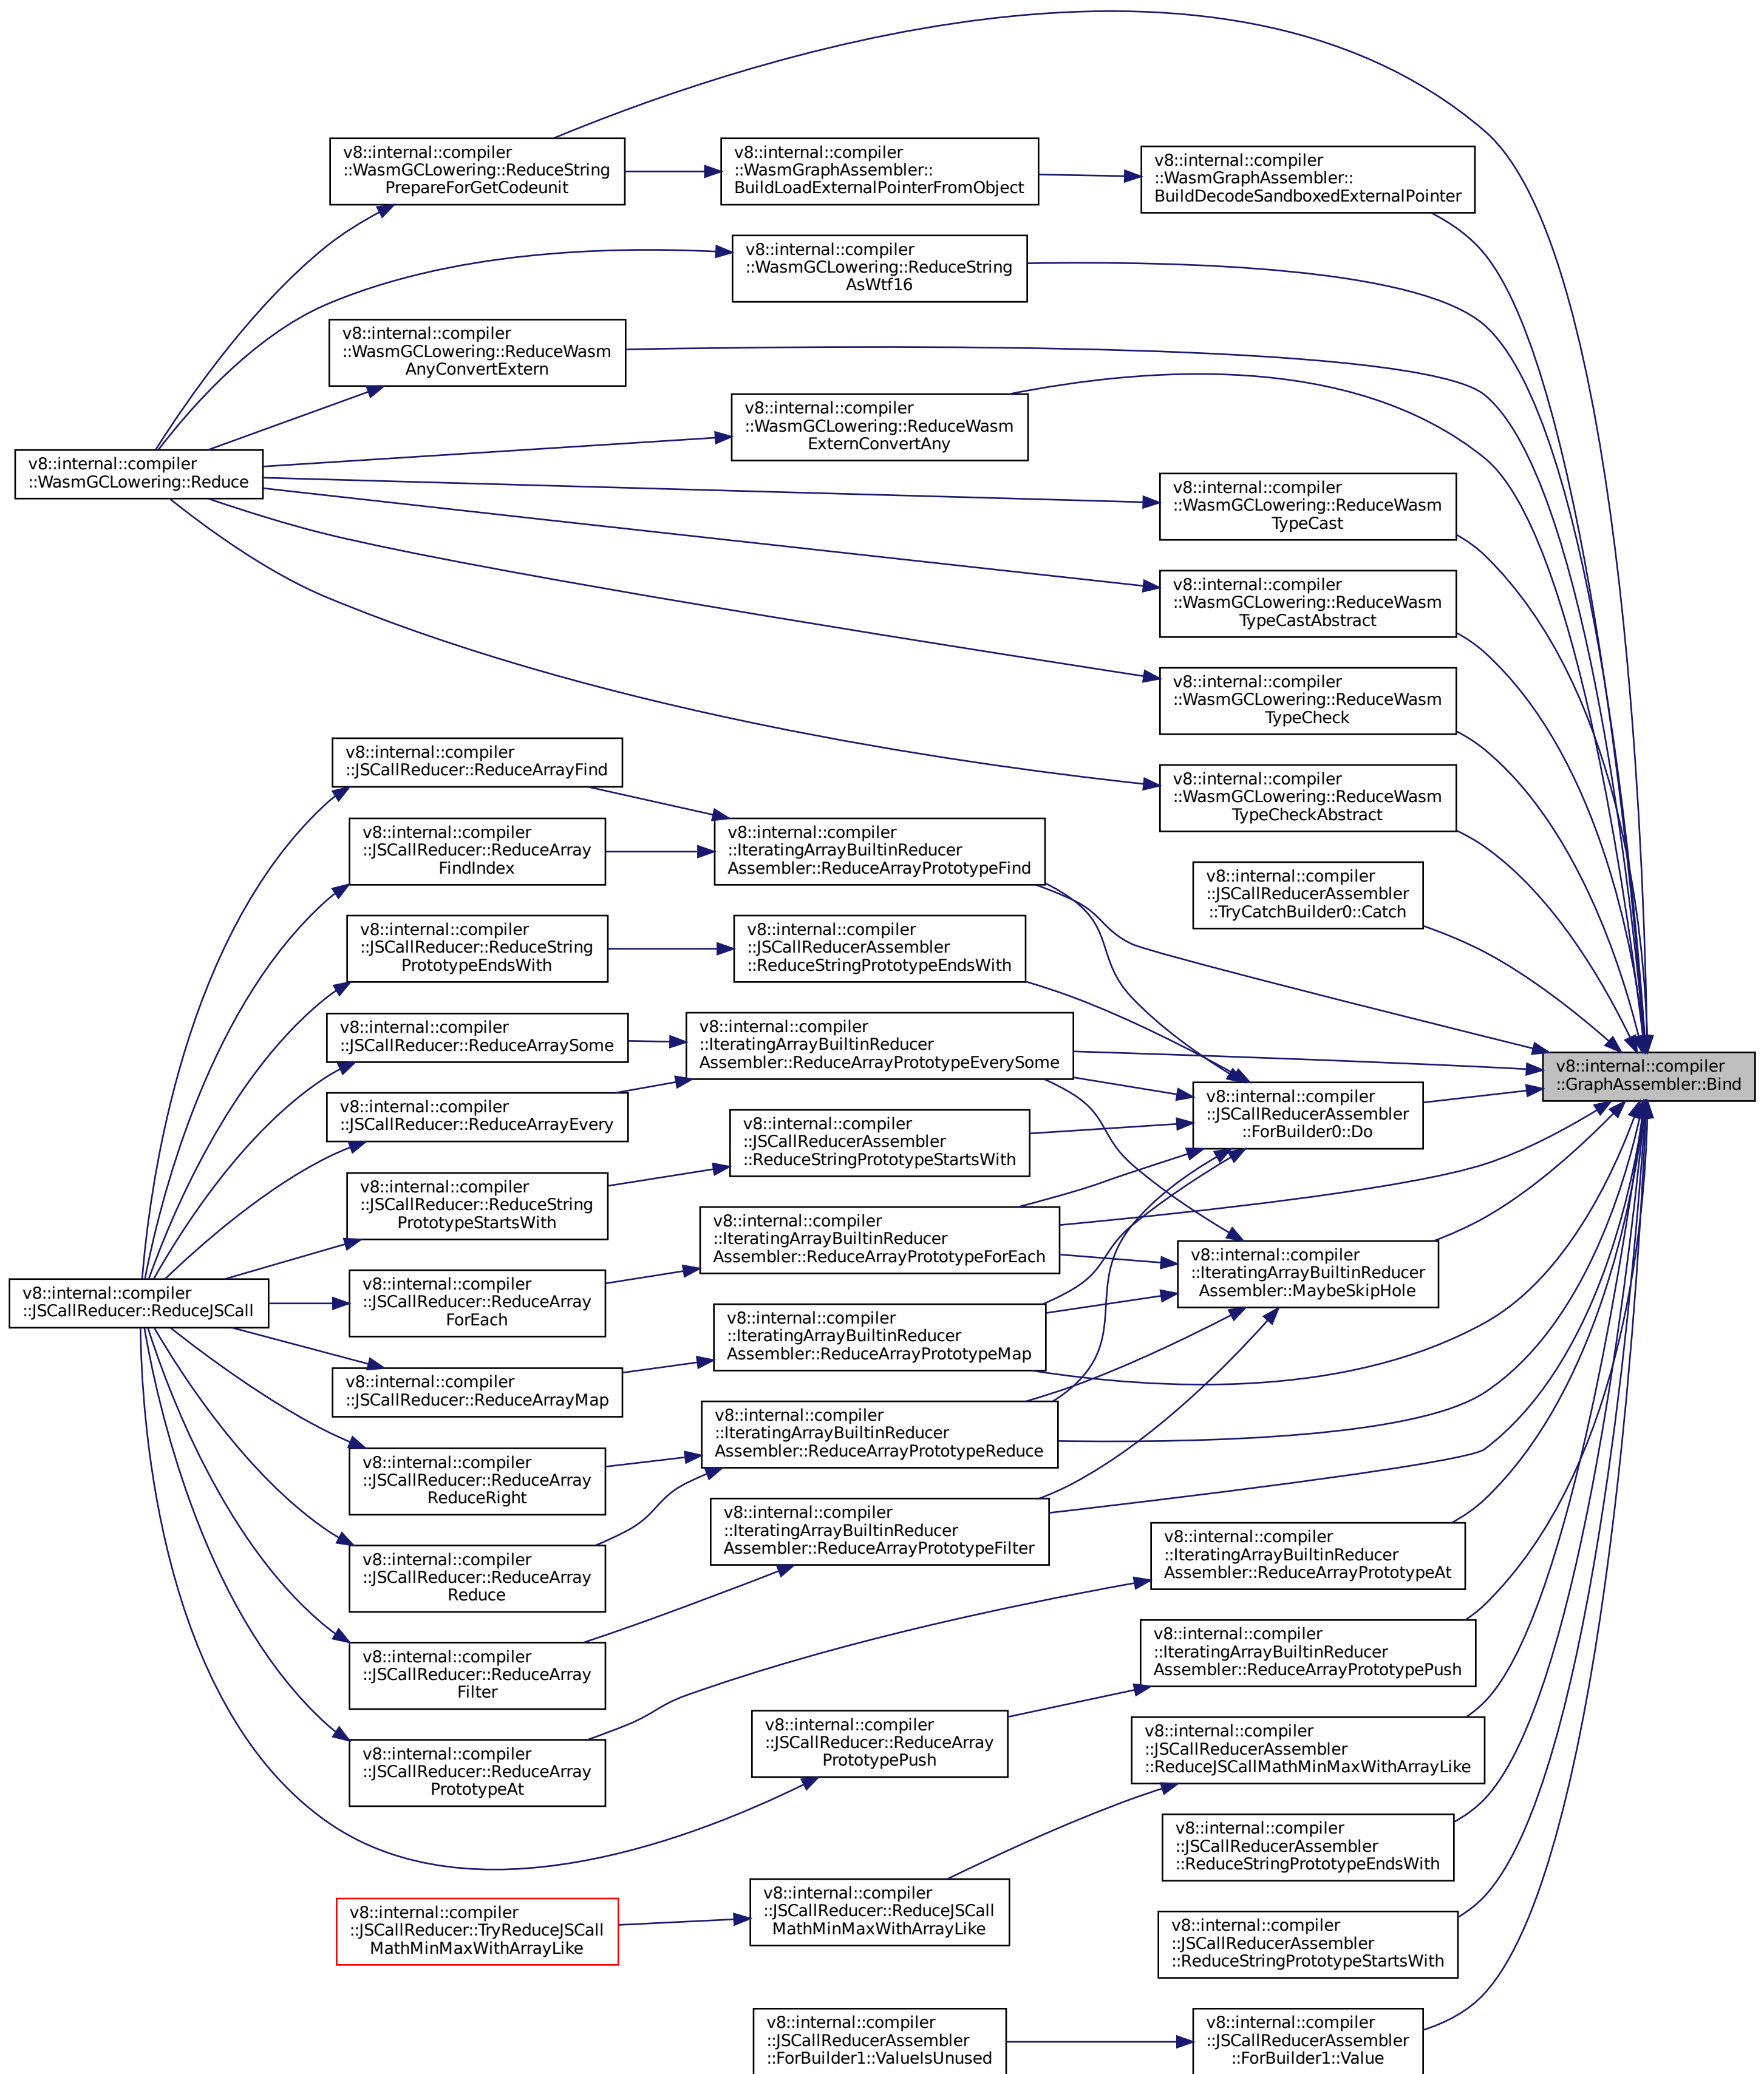 v8::internal::compiler
::WasmGCLowering::ReduceString
PrepareForGetCodeunit
v8::internal::compiler
::WasmGraphAssembler::
BuildLoadExternalPointerFromObject
v8::internal::compiler
::WasmGraphAssembler::
BuildDecodeSandboxedExternalPointer
v8::internal::compiler
::WasmGCLowering::ReduceString
AsWtf16
v8::internal::compiler
::WasmGCLowering::ReduceWasm
AnyConvertExtern
v8::internal::compiler
::WasmGCLowering::ReduceWasm
ExternConvertAny
v8::internal::compiler
::WasmGCLowering::Reduce
v8::internal::compiler
::WasmGCLowering::ReduceWasm
TypeCast
v8::internal::compiler
::WasmGCLowering::ReduceWasm
TypeCastAbstract
v8::internal::compiler
::WasmGCLowering::ReduceWasm
TypeCheck
v8::internal::compiler
::JSCallReducer::ReduceArrayFind
v8::internal::compiler
::WasmGCLowering::ReduceWasm
TypeCheckAbstract
v8::internal::compiler
::JSCallReducer::ReduceArray
FindIndex
v8::internal::compiler
::IteratingArrayBuiltinReducer
Assembler::ReduceArrayPrototypeFind
v8::internal::compiler
::JSCallReducerAssembler
::TryCatchBuilder0::Catch
v8::internal::compiler
::JSCallReducer::ReduceString
PrototypeEndsWith
v8::internal::compiler
::JSCallReducerAssembler
::ReduceStringPrototypeEndsWith
v8::internal::compiler
::JSCallReducer::ReduceArraySome
v8::internal::compiler
::IteratingArrayBuiltinReducer
Assembler::ReduceArrayPrototypeEverySome
v8::internal::compiler
::GraphAssembler::Bind
v8::internal::compiler
::JSCallReducer::ReduceArrayEvery
v8::internal::compiler
::JSCallReducerAssembler
::ReduceStringPrototypeStartsWith
v8::internal::compiler
::JSCallReducerAssembler
::ForBuilder0::Do
v8::internal::compiler
::JSCallReducer::ReduceString
PrototypeStartsWith
v8::internal::compiler
::IteratingArrayBuiltinReducer
Assembler::ReduceArrayPrototypeForEach
v8::internal::compiler
::IteratingArrayBuiltinReducer
Assembler::MaybeSkipHole
v8::internal::compiler
::JSCallReducer::ReduceJSCall
v8::internal::compiler
::JSCallReducer::ReduceArray
ForEach
v8::internal::compiler
::IteratingArrayBuiltinReducer
Assembler::ReduceArrayPrototypeMap
v8::internal::compiler
::JSCallReducer::ReduceArrayMap
v8::internal::compiler
::IteratingArrayBuiltinReducer
Assembler::ReduceArrayPrototypeReduce
v8::internal::compiler
::JSCallReducer::ReduceArray
ReduceRight
v8::internal::compiler
::IteratingArrayBuiltinReducer
Assembler::ReduceArrayPrototypeFilter
v8::internal::compiler
::IteratingArrayBuiltinReducer
Assembler::ReduceArrayPrototypeAt
v8::internal::compiler
::JSCallReducer::ReduceArray
Reduce
v8::internal::compiler
::JSCallReducer::ReduceArray
Filter
v8::internal::compiler
::IteratingArrayBuiltinReducer
Assembler::ReduceArrayPrototypePush
v8::internal::compiler
::JSCallReducer::ReduceArray
PrototypeAt
v8::internal::compiler
::JSCallReducer::ReduceArray
PrototypePush
v8::internal::compiler
::JSCallReducerAssembler
::ReduceJSCallMathMinMaxWithArrayLike
v8::internal::compiler
::JSCallReducerAssembler
::ReduceStringPrototypeEndsWith
v8::internal::compiler
::JSCallReducer::TryReduceJSCall
MathMinMaxWithArrayLike
v8::internal::compiler
::JSCallReducer::ReduceJSCall
MathMinMaxWithArrayLike
v8::internal::compiler
::JSCallReducerAssembler
::ReduceStringPrototypeStartsWith
v8::internal::compiler
::JSCallReducerAssembler
::ForBuilder1::ValueIsUnused
v8::internal::compiler
::JSCallReducerAssembler
::ForBuilder1::Value